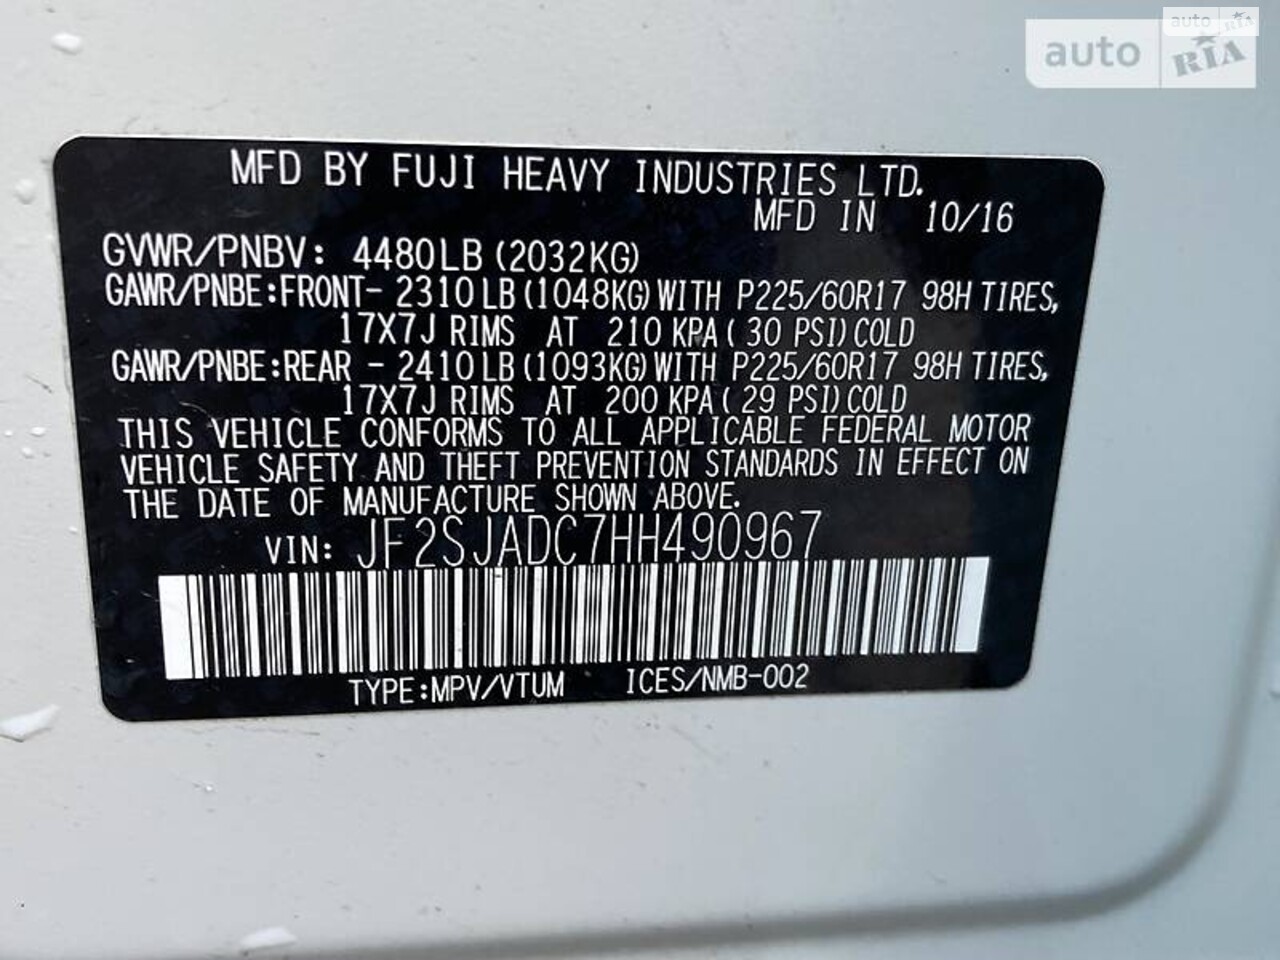 auto RIA
auto RIA
MFD BY FUJI HEAVY INDUSTRIES LTD.
MFD IN 10/16
GVWR/PNBV: 4480LB (2032KG)
GAWR/PNBE:FRONT- 2310LB (1048KG) WITH P225/60R17 98H TIRES,
17X7J RIMS AT 210 KPA ( 30 PSI) COLD
GAWR/PNBE:REAR - 2410LB (1093KG) WITH P225/60R17 98H TIRES,
17X7J RIMS AT 200 KPA ( 29 PSI) COLD
THIS VEHICLE CONFORMS TO ALL APPLICABLE FEDERAL MOTOR
VEHICLE SAFETY AND THEFT PREVENTION STANDARDS IN EFFECT ON
THE DATE OF MANUFACTURE SHOWN ABOVE.
VIN: JF2SJADC7HH490967
TYPE:MPV/VTUM ICES/NMB-002